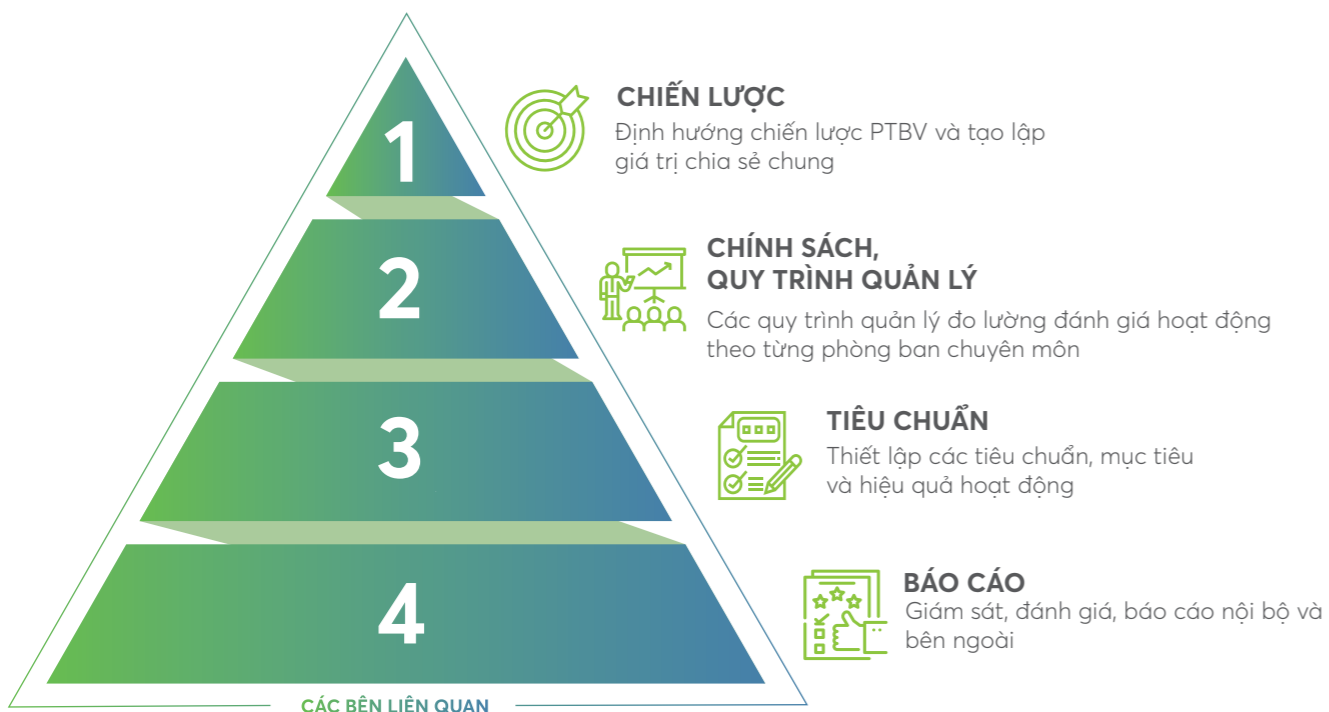 1
CHIẾN LƯỢC
Định hướng chiến lược PTBV và tạo lập
giá trị chia sẻ chung
2
CHÍNH SÁCH,
QUY TRÌNH QUẢN LÝ
Các quy trình quản lý đo lường đánh giá hoạt động
theo từng phòng ban chuyên môn
3
TIÊU CHUẨN
Thiết lập các tiêu chuẩn, mục tiêu
và hiệu quả hoạt động
4
BÁO CÁO
Giám sát, đánh giá, báo cáo nội bộ và
bên ngoài
CÁC BÊN LIÊN QUAN